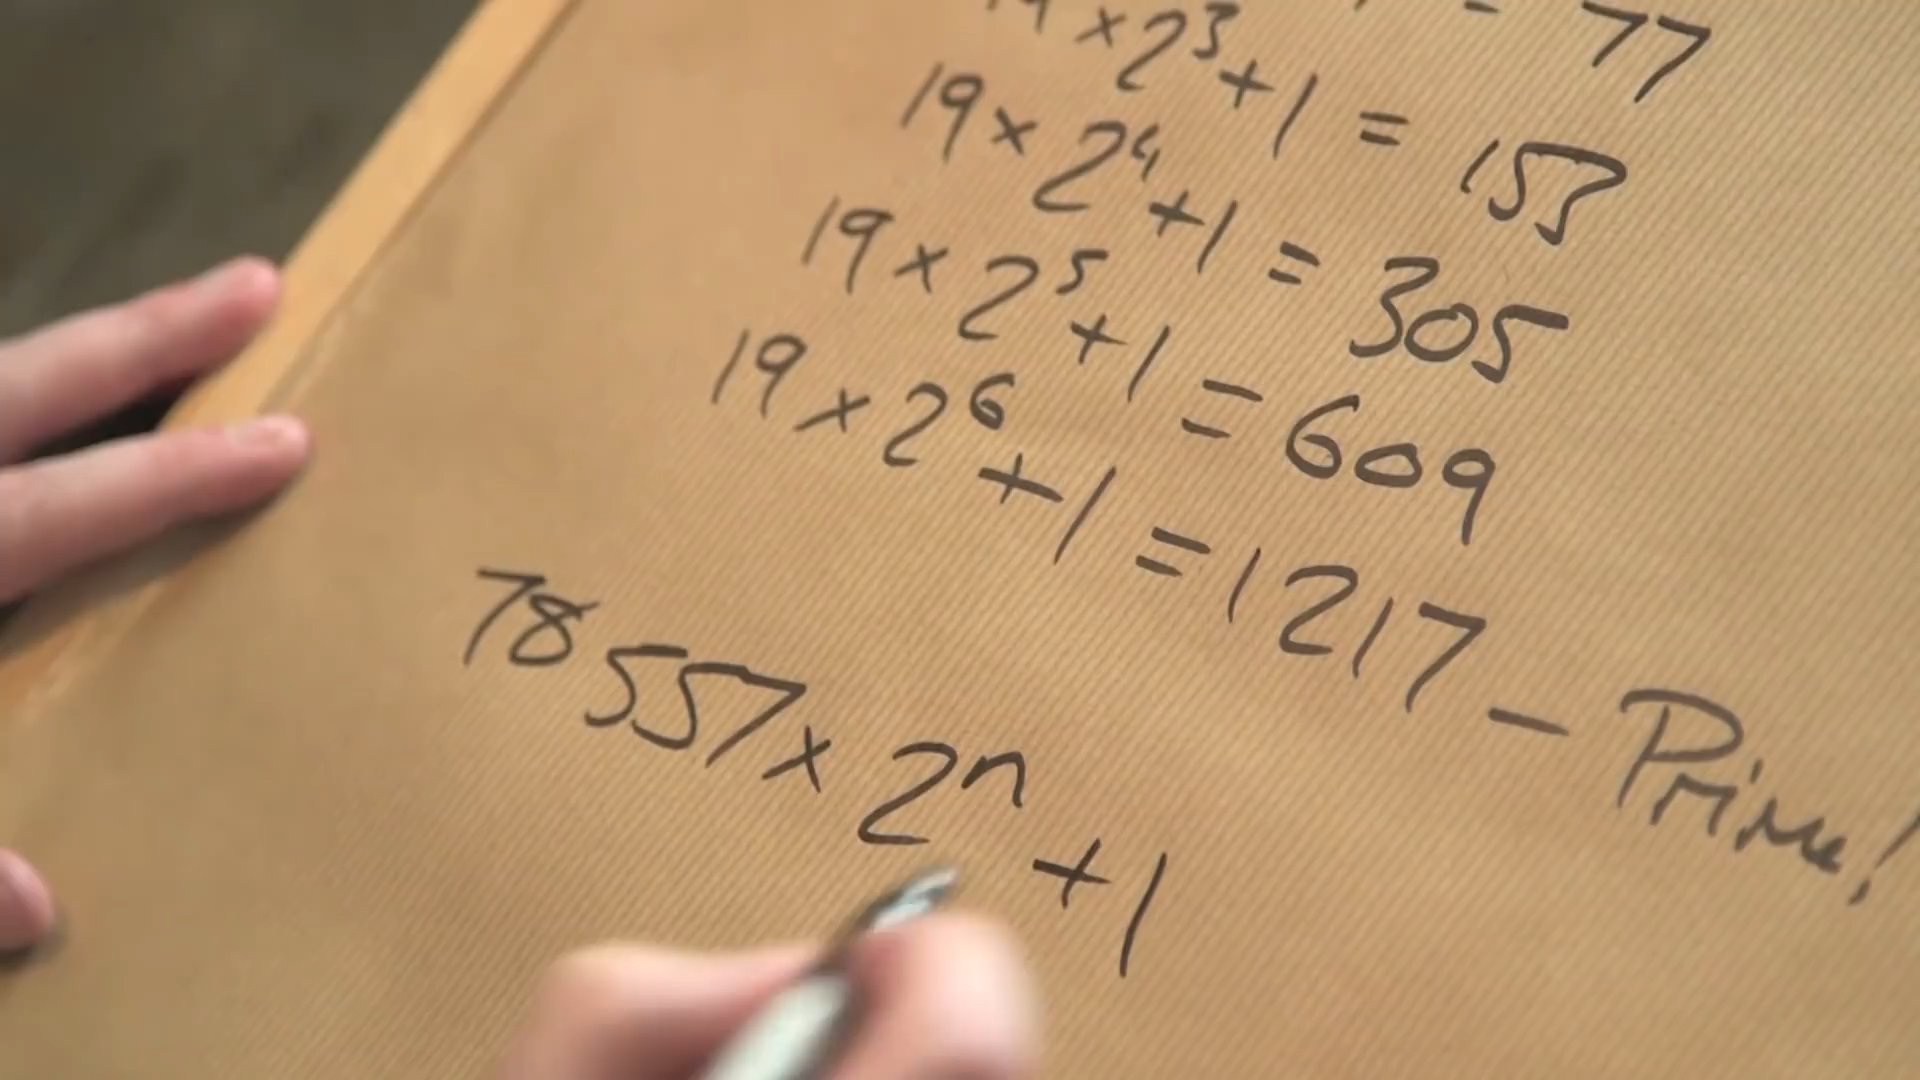 = 77
19 × 2³ + 1 = 153
19 × 2⁴ + 1 = 305
19 × 2⁵ + 1 = 609
19 × 2⁶ + 1 = 1217 – Prime!
78557 × 2ⁿ + 1